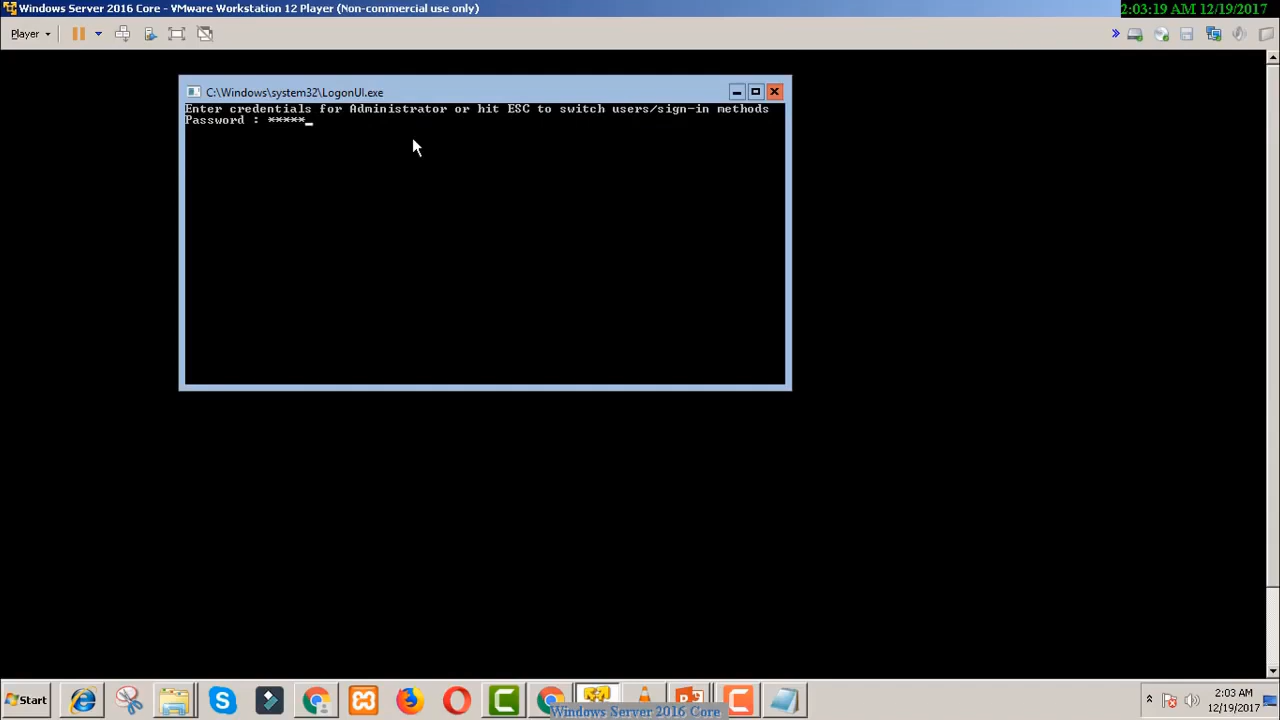 Windows Server 2016 Core - VMware Workstation 12 Player (Non-commercial use only)
2:03:19 AM 12/19/2017
Player
C:\Windows\system32\LogonUI.exe
Enter credentials for Administrator or hit ESC to switch users/sign-in methods
Password : *****_
Start
Windows Server 2016 Core
2:03 AM
12/19/2017